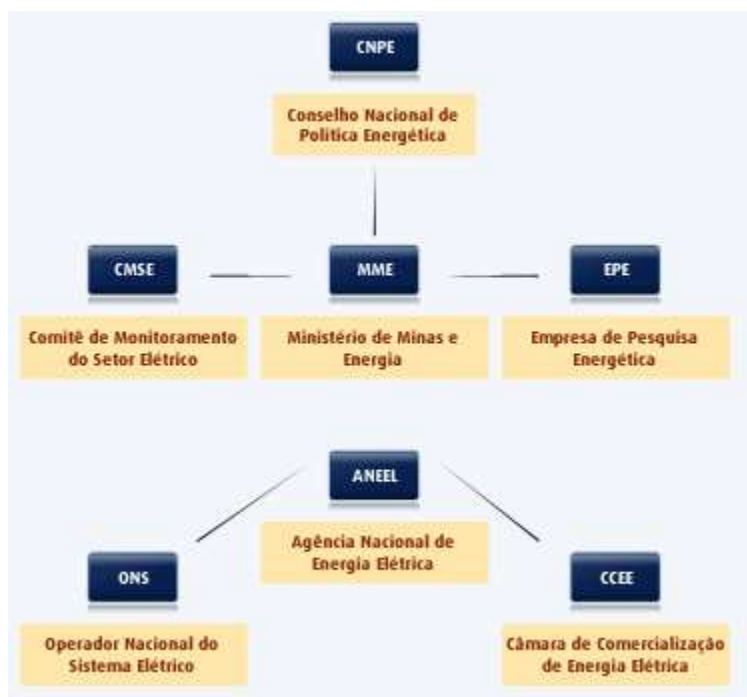 CNPE
Conselho Nacional de
Política Energética
CMSE
MME
EPE
Comitê de Monitoramento
do Setor Elétrico
Ministério de Minas e
Energia
Empresa de Pesquisa
Energética
ANEEL
Agência Nacional de
Energia Elétrica
ONS
CCEE
Operador Nacional do
Sistema Elétrico
Câmara de Comercialização
de Energia Elétrica